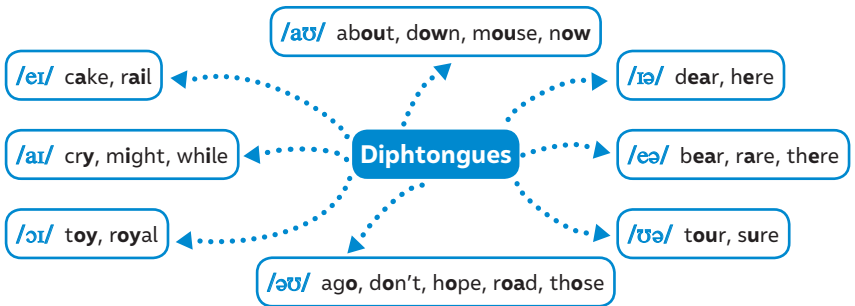 /aʊ/ about, down, mouse, now
/eɪ/ cake, rail
/ɪə/ dear, here
/aɪ/ cry, might, while
Diphtongues
/eə/ bear, rare, there
/ɔɪ/ toy, royal
/ʊə/ tour, sure
/əʊ/ ago, don't, hope, road, those